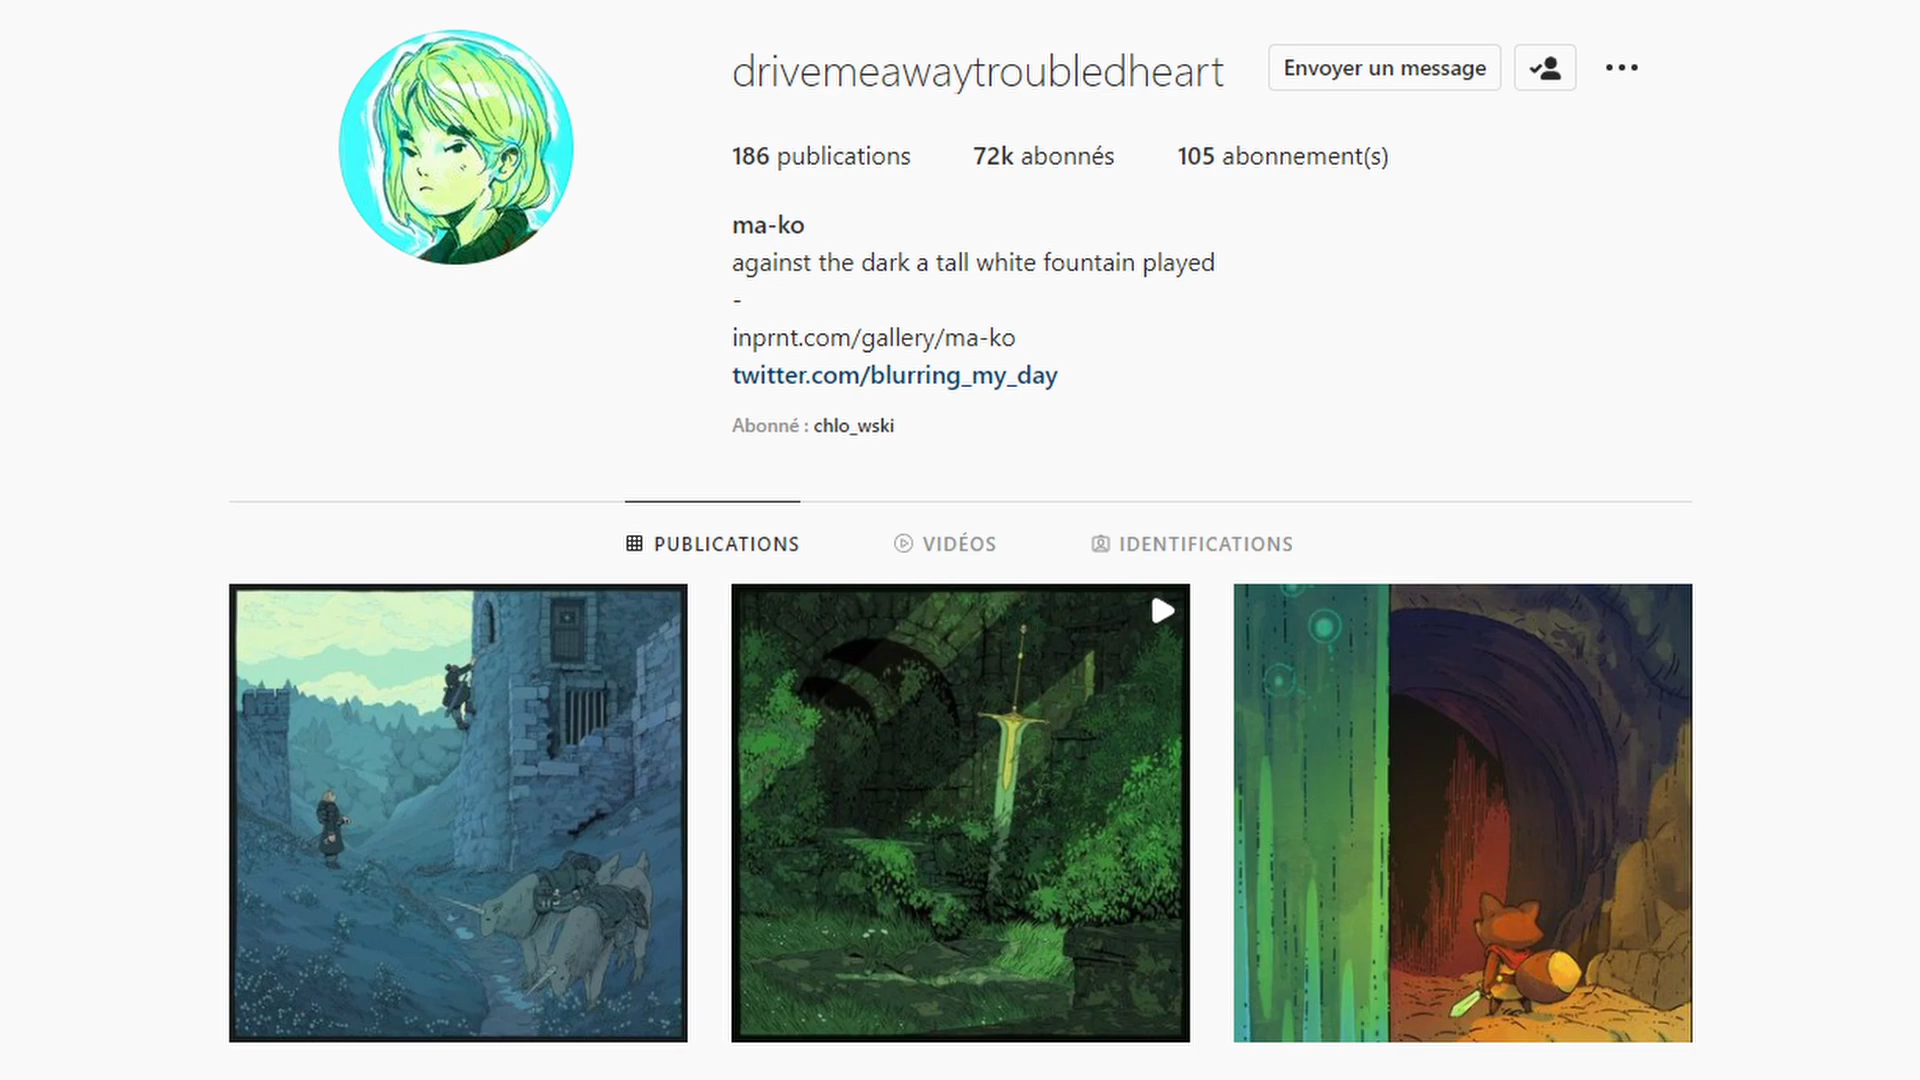 drivemeawaytroubledheart
Envoyer un message
186 publications
72k abonnés
105 abonnement(s)
ma-ko
against the dark a tall white fountain played
-
inprnt.com/gallery/ma-ko
twitter.com/blurring_my_day
Abonné : chlo_wski
PUBLICATIONS
VIDÉOS
IDENTIFICATIONS